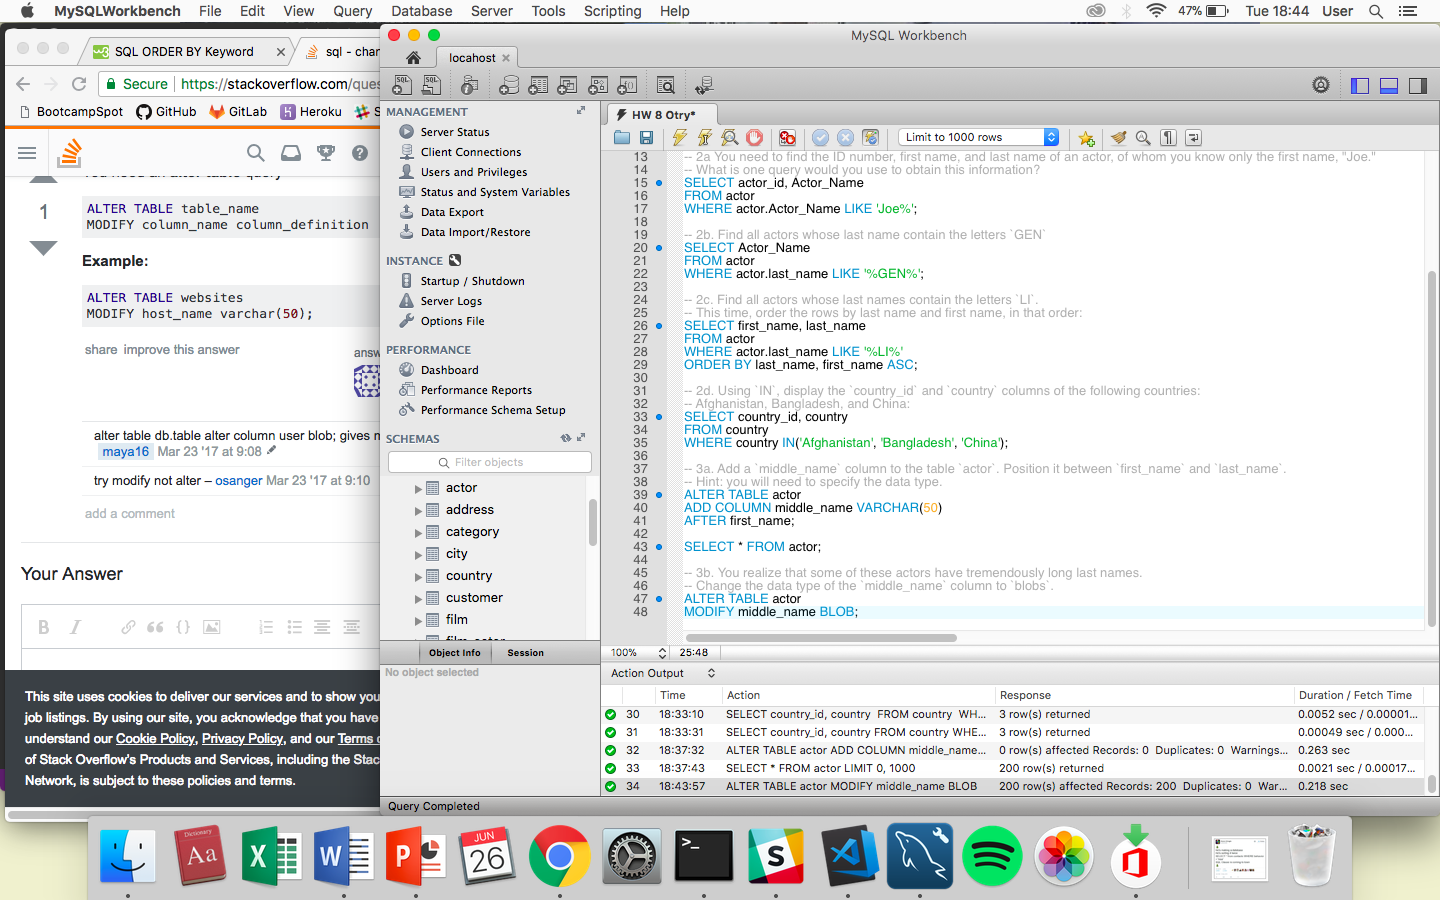 MySQLWorkbench File Edit View Query Database Server Tools Scripting Help
47% Tue 18:44 User
SQL ORDER BY Keyword
sql - char
Secure https://stackoverflow.com/ques
BootcampSpot GitHub GitLab Heroku S
1
ALTER TABLE table_name
MODIFY column_name column_definition
Example:
ALTER TABLE websites
MODIFY host_name varchar(50);
share improve this answer
answ
alter table db.table alter column user blob; gives n
maya16 Mar 23 '17 at 9:08
try modify not alter – osanger Mar 23 '17 at 9:10
add a comment
Your Answer
B I
This site uses cookies to deliver our services and to show you
job listings. By using our site, you acknowledge that you have
understand our Cookie Policy, Privacy Policy, and our Terms o
of Stack Overflow's Products and Services, including the Stac
Network, is subject to these policies and terms.
MySQL Workbench
locahost
MANAGEMENT
Server Status
Client Connections
Users and Privileges
Status and System Variables
Data Export
Data Import/Restore
INSTANCE
Startup / Shutdown
Server Logs
Options File
PERFORMANCE
Dashboard
Performance Reports
Performance Schema Setup
SCHEMAS
Filter objects
actor
address
category
city
country
customer
film
film_actor
Object Info Session
No object selected
HW 8 Otry*
Limit to 1000 rows
13 -- 2a You need to find the ID number, first name, and last name of an actor, of whom you know only the first name, "Joe."
14 -- What is one query would you use to obtain this information?
15 SELECT actor_id, Actor_Name
16 FROM actor
17 WHERE actor.Actor_Name LIKE 'Joe%';
18
19 -- 2b. Find all actors whose last name contain the letters `GEN`
20 SELECT Actor_Name
21 FROM actor
22 WHERE actor.last_name LIKE '%GEN%';
23
24 -- 2c. Find all actors whose last names contain the letters `LI`.
25 -- This time, order the rows by last name and first name, in that order:
26 SELECT first_name, last_name
27 FROM actor
28 WHERE actor.last_name LIKE '%LI%'
29 ORDER BY last_name, first_name ASC;
30
31 -- 2d. Using `IN`, display the `country_id` and `country` columns of the following countries:
32 -- Afghanistan, Bangladesh, and China:
33 SELECT country_id, country
34 FROM country
35 WHERE country IN('Afghanistan', 'Bangladesh', 'China');
36
37 -- 3a. Add a `middle_name` column to the table `actor`. Position it between `first_name` and `last_name`.
38 -- Hint: you will need to specify the data type.
39 ALTER TABLE actor
40 ADD COLUMN middle_name VARCHAR(50)
41 AFTER first_name;
42
43 SELECT * FROM actor;
44
45 -- 3b. You realize that some of these actors have tremendously long last names.
46 -- Change the data type of the `middle_name` column to `blobs`.
47 ALTER TABLE actor
48 MODIFY middle_name BLOB;
100% 25:48
Action Output
Time Action Response Duration / Fetch Time
30 18:33:10 SELECT country_id, country FROM country WH... 3 row(s) returned 0.0052 sec / 0.00001...
31 18:33:31 SELECT country_id, country FROM country WHE... 3 row(s) returned 0.00049 sec / 0.000...
32 18:37:32 ALTER TABLE actor ADD COLUMN middle_name... 0 row(s) affected Records: 0 Duplicates: 0 Warnings... 0.263 sec
33 18:37:43 SELECT * FROM actor LIMIT 0, 1000 200 row(s) returned 0.0021 sec / 0.00017...
34 18:43:57 ALTER TABLE actor MODIFY middle_name BLOB 200 row(s) affected Records: 200 Duplicates: 0 War... 0.218 sec
Query Completed
Dictionary
Aa
X
W
P
JUN
26
>_
S